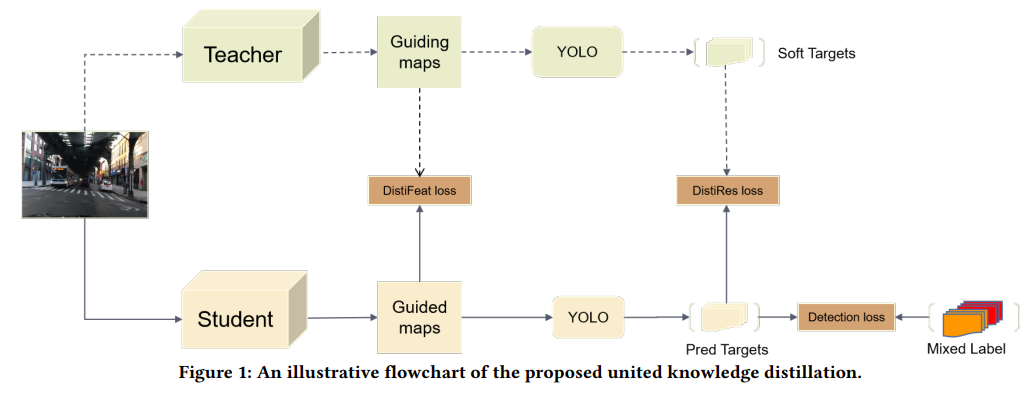 Teacher
Guiding
maps
YOLO
Soft Targets
DistiFeat loss
DistiRes loss
Student
Guided
maps
YOLO
Pred Targets
Detection loss
Mixed Label
Figure 1: An illustrative flowchart of the proposed united knowledge distillation.